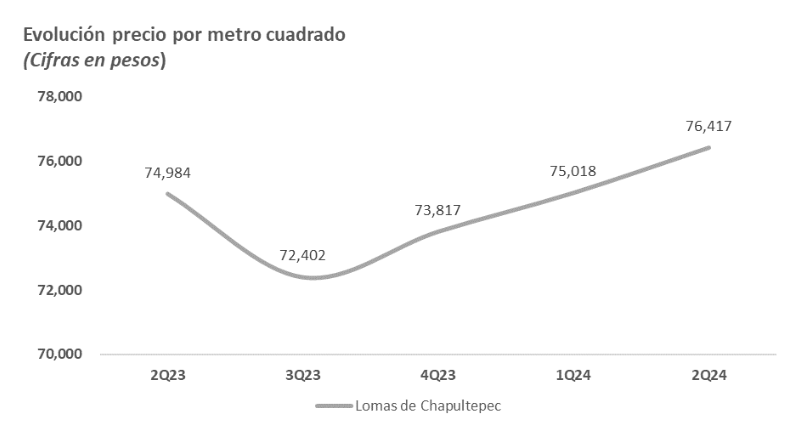 Evolución precio por metro cuadrado
(Cifras en pesos)
78,000
76,000
74,000
72,000
70,000
74,984
72,402
73,817
75,018
76,417
2Q23 3Q23 4Q23 1Q24 2Q24
Lomas de Chapultepec